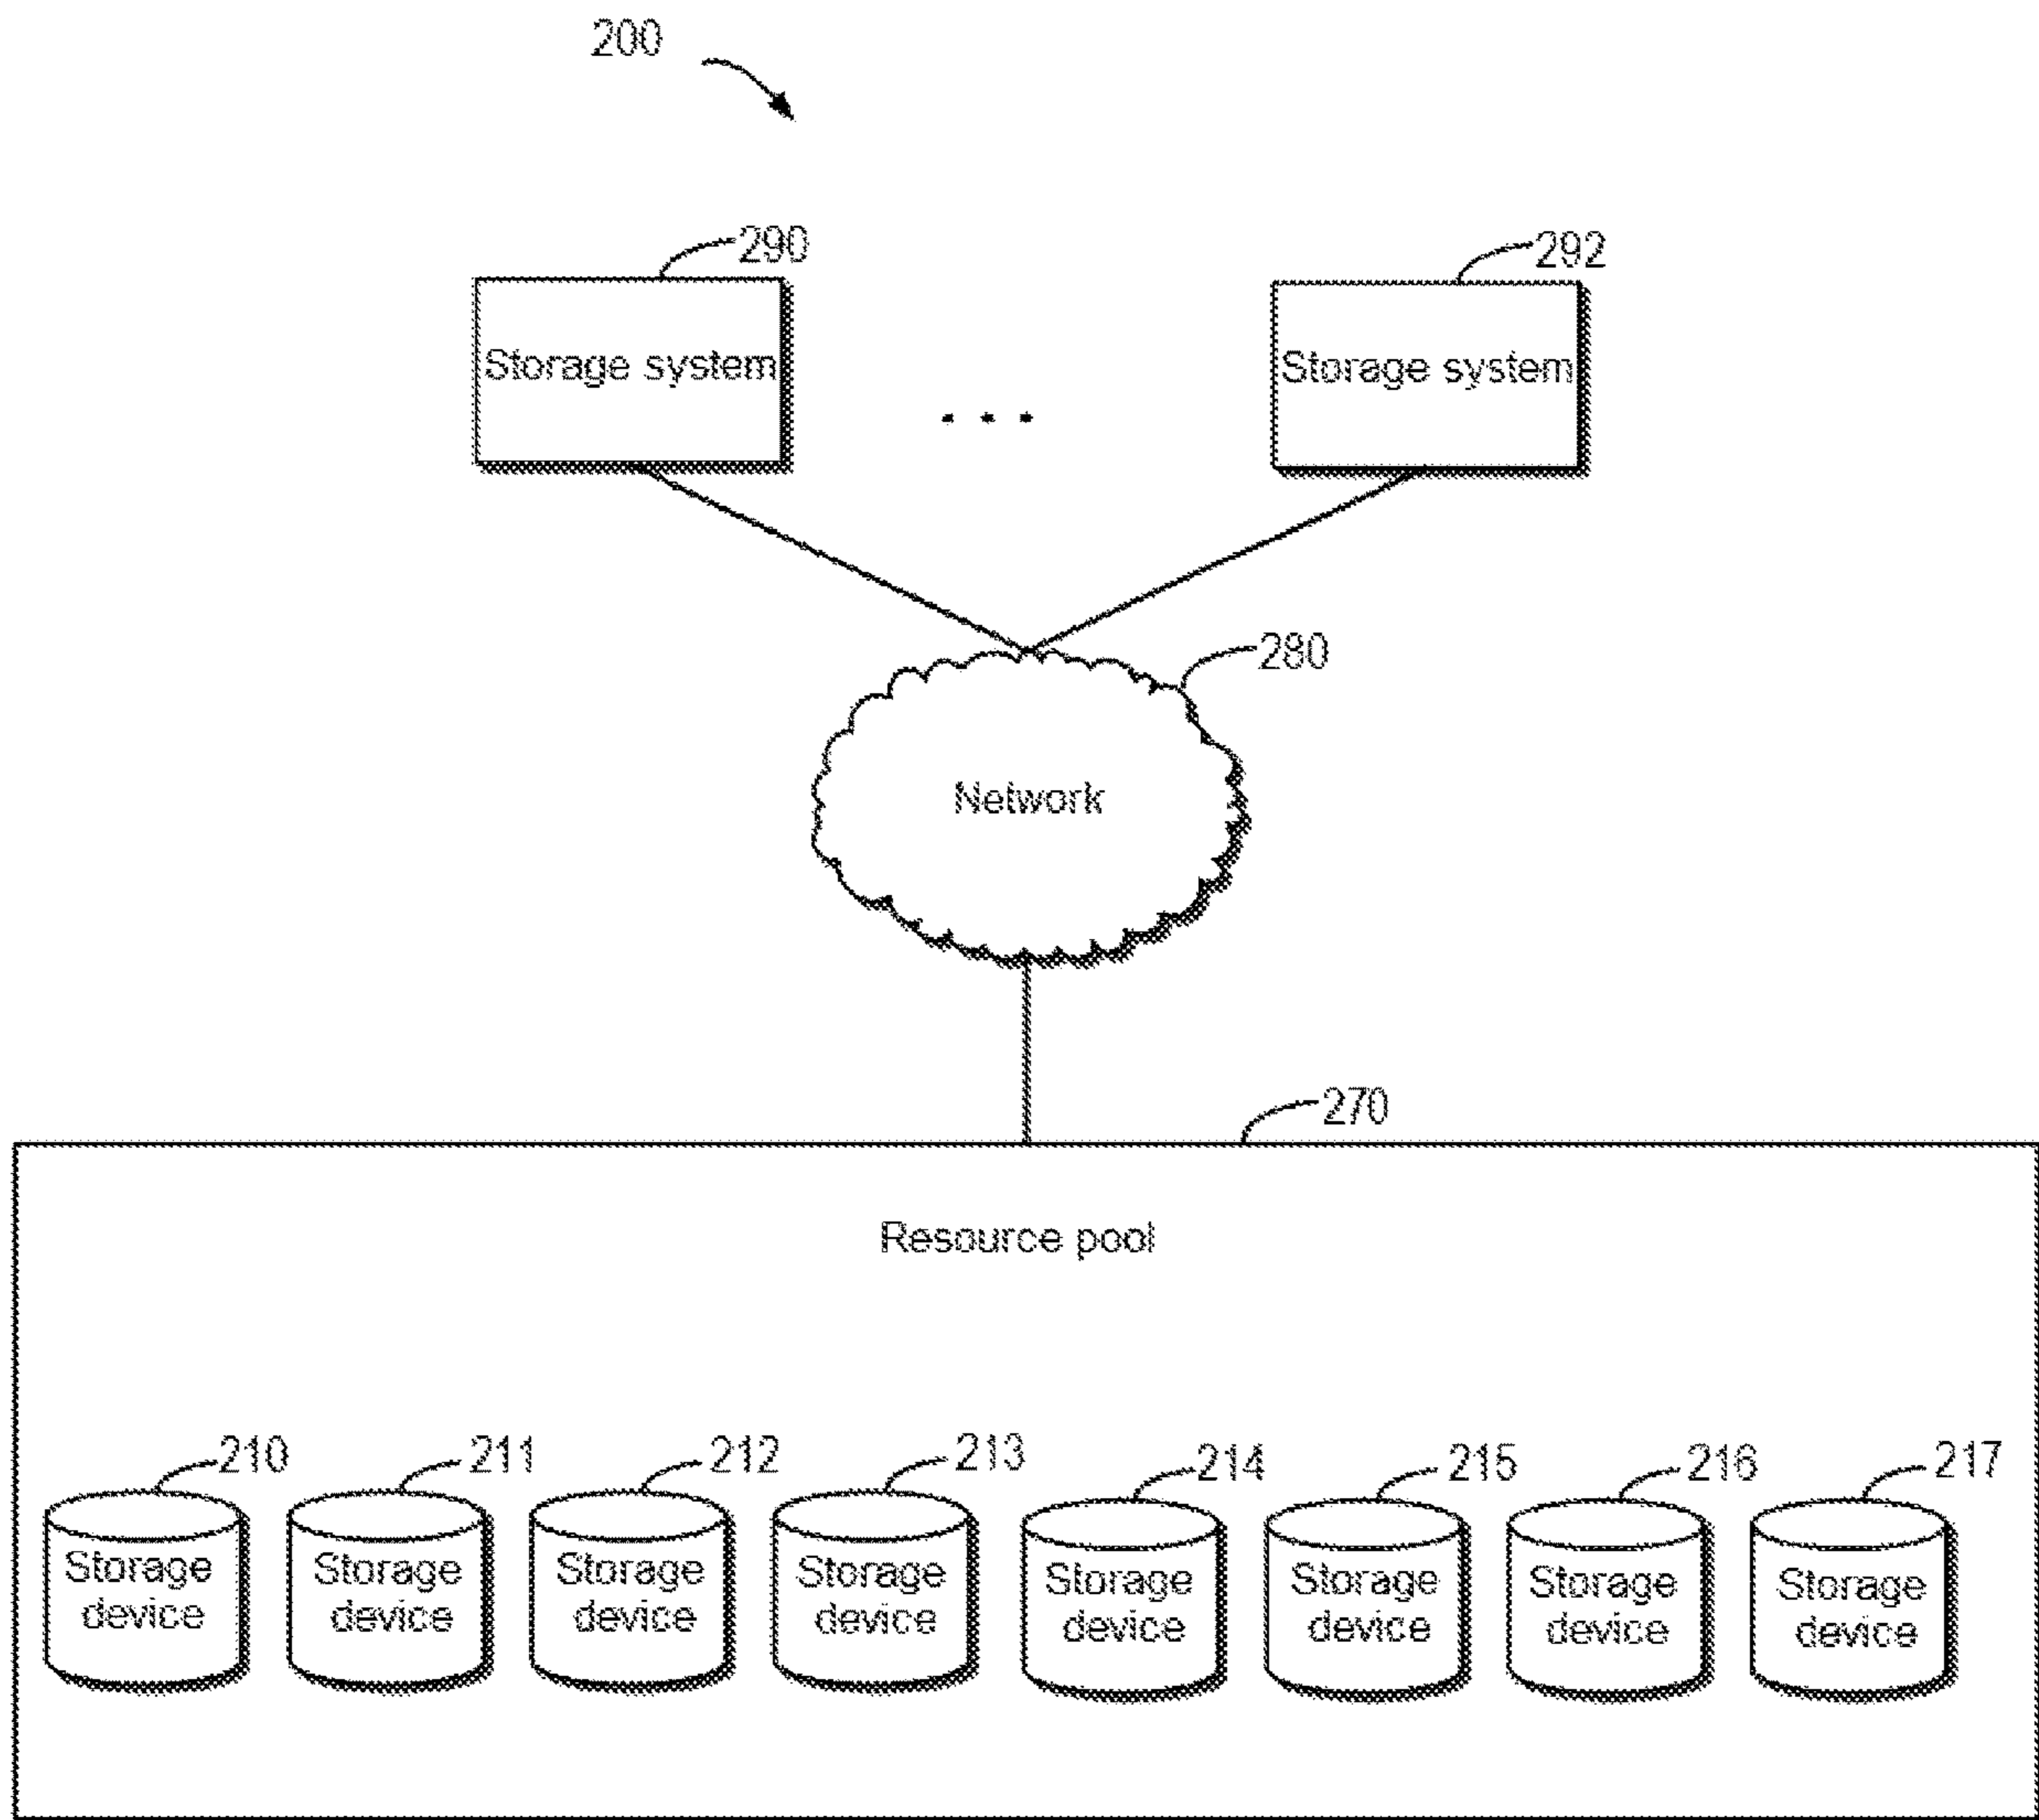 200
290
292
Storage system
Storage system
...
280
Network
270
Resource pool
210
211
212
213
214
215
216
217
Storage
device
Storage
device
Storage
device
Storage
device
Storage
device
Storage
device
Storage
device
Storage
device